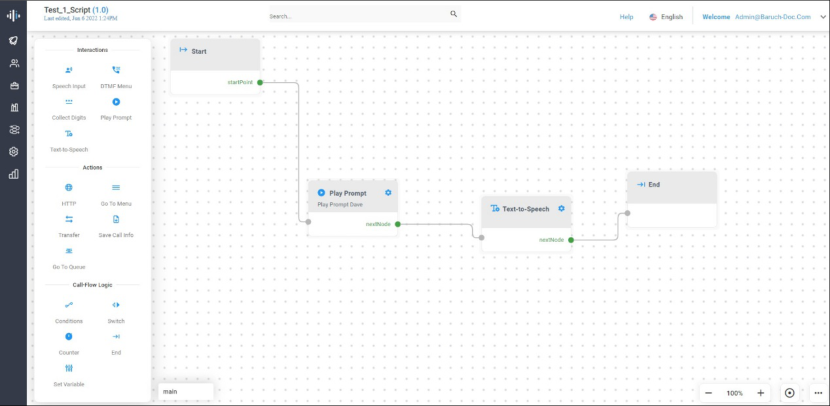 Test_1_Script (1.0)
Last edited, Jun 8 2022 1:24PM
Search...
Help
English
Welcome Admin@Baruch-Doc.Com
Interactions
Speech Input
DTMF Menu
Collect Digits
Play Prompt
Text-to-Speech
Actions
HTTP
Go To Menu
Transfer
Save Call Info
Go To Queue
Call-Flow Logic
Conditions
Switch
Counter
End
Set Variable
Start
startPoint
Play Prompt
Play Prompt Dave
nextNode
Text-to-Speech
nextNode
End
main
100%